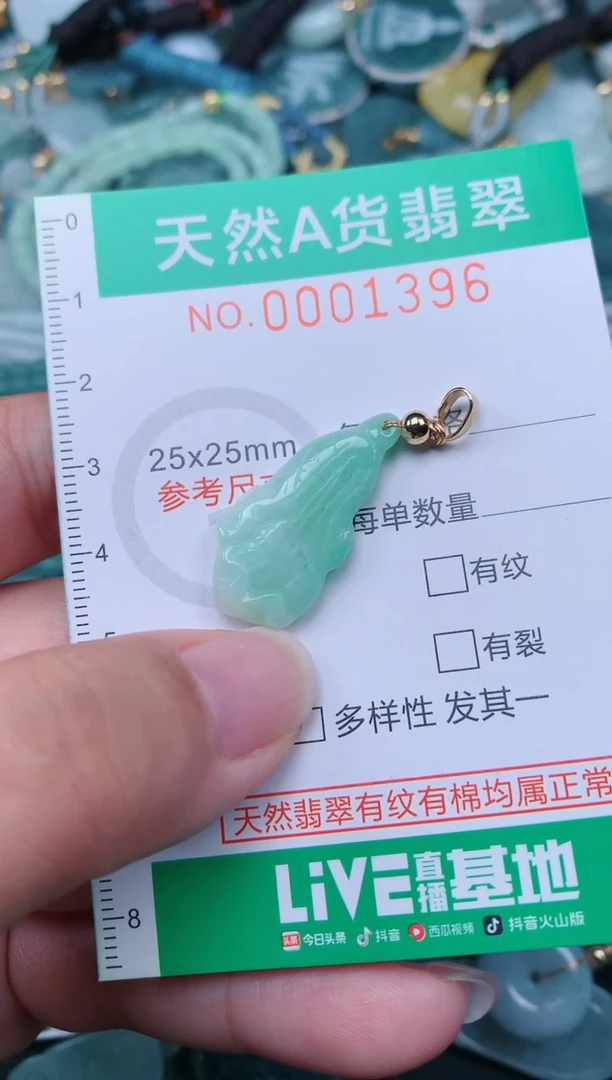 天然A货翡翠
NO.0001396
0
1
2
3
4
8
25x25mm
参考尺
每单数量
有纹
有裂
多样性 发其一
天然翡翠有纹有棉均属正常
LiVE直播基地
头条 今日头条 抖音 西瓜视频 抖音火山版